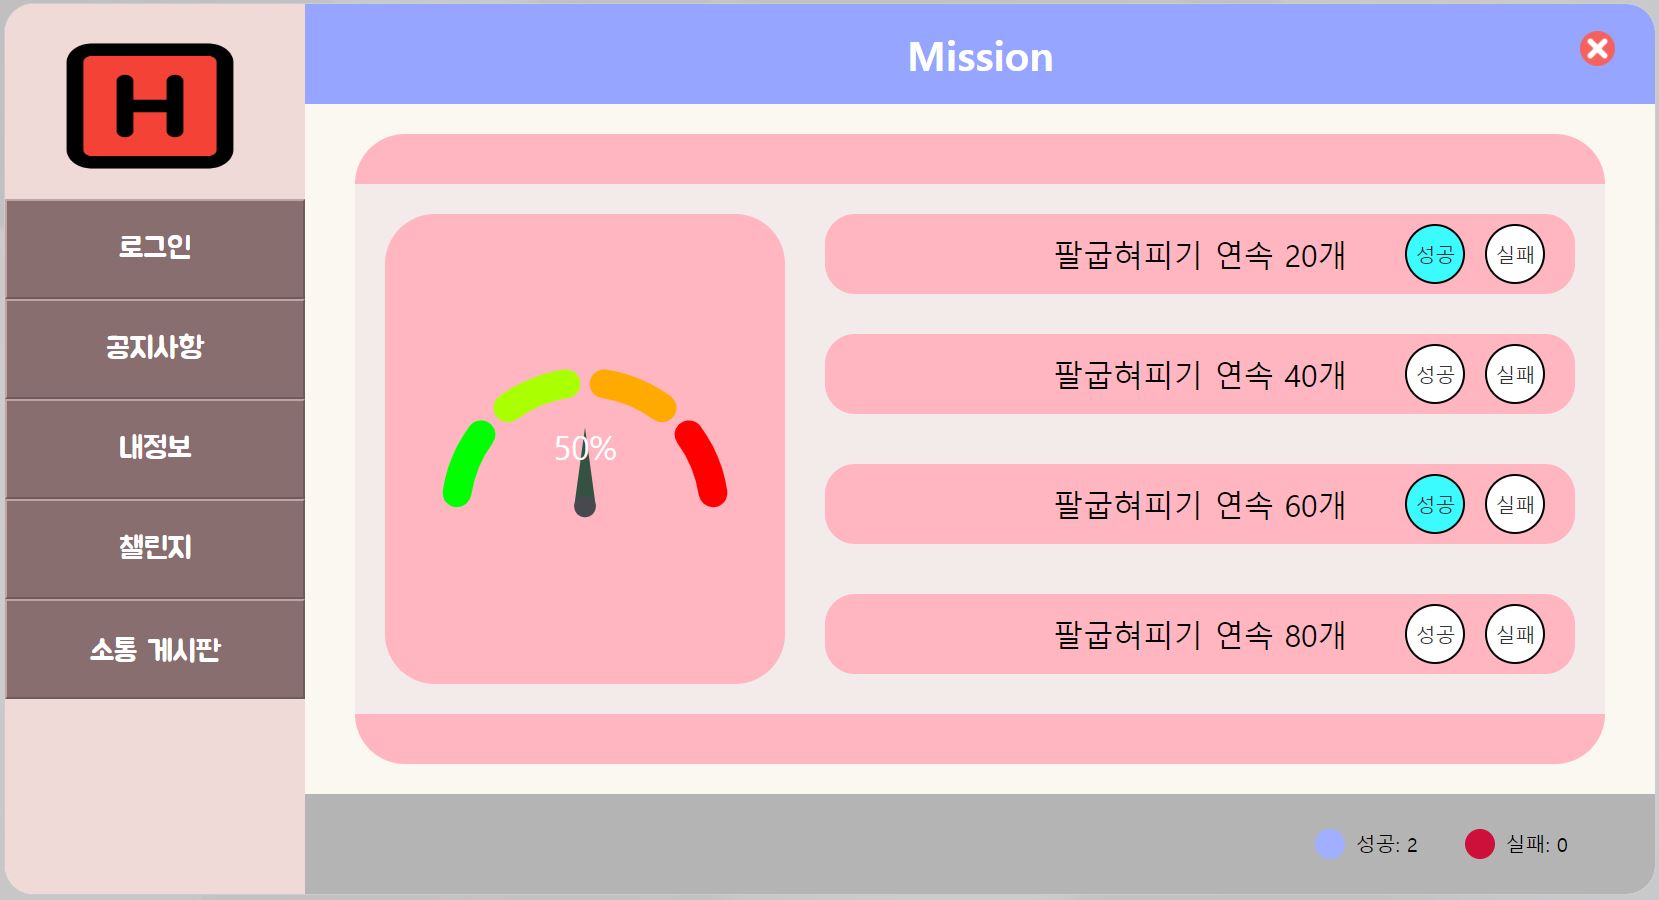 H
Mission
로그인
공지사항
내정보
챌린지
소통 게시판
50%
팔굽혀피기 연속 20개 성공 실패
팔굽혀피기 연속 40개 성공 실패
팔굽혀피기 연속 60개 성공 실패
팔굽혀피기 연속 80개 성공 실패
성공: 2 실패: 0